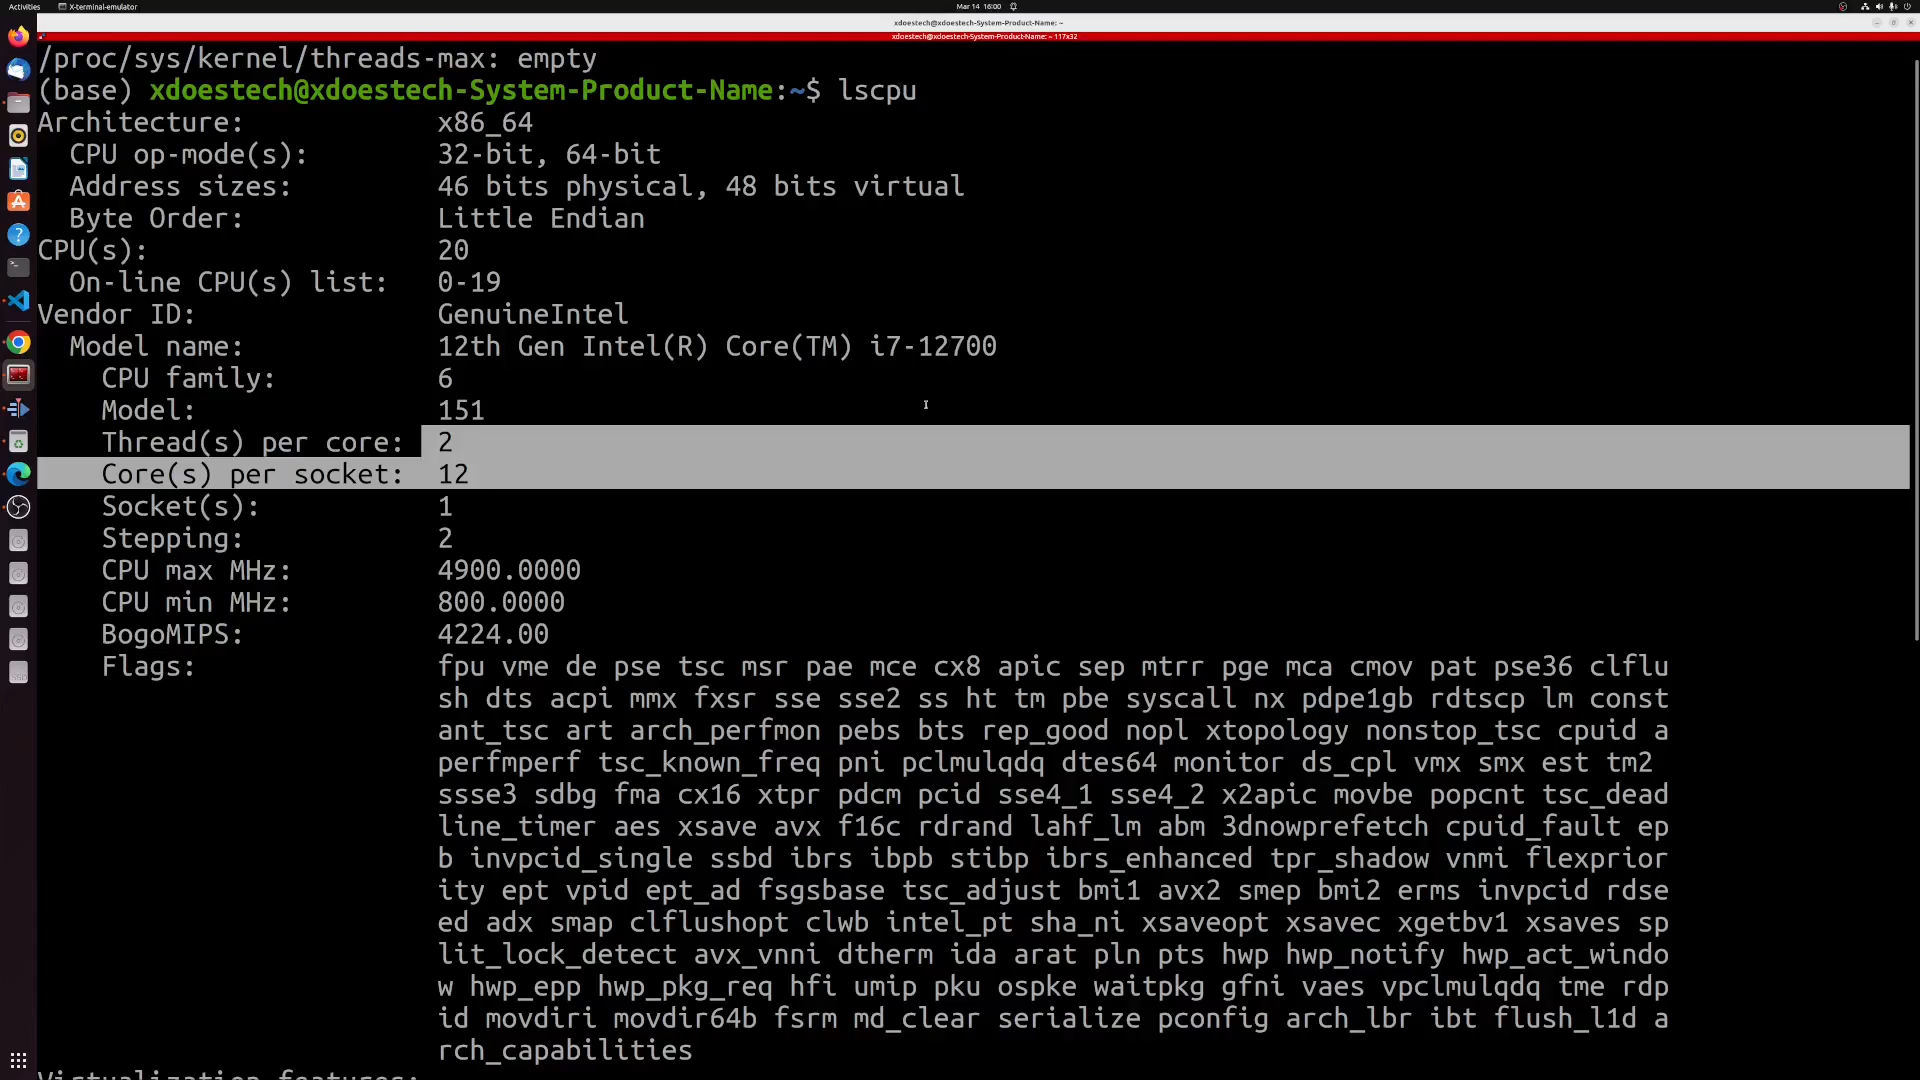 Activities X-terminal-emulator Mar 14 16:00
xdoestech@xdoestech-System-Product-Name: ~
xdoestech@xdoestech-System-Product-Name: ~ 117x32
/proc/sys/kernel/threads-max: empty
(base) xdoestech@xdoestech-System-Product-Name:~$ lscpu
Architecture: x86_64
CPU op-mode(s): 32-bit, 64-bit
Address sizes: 46 bits physical, 48 bits virtual
Byte Order: Little Endian
CPU(s): 20
On-line CPU(s) list: 0-19
Vendor ID: GenuineIntel
Model name: 12th Gen Intel(R) Core(TM) i7-12700
CPU family: 6
Model: 151
Thread(s) per core: 2
Core(s) per socket: 12
Socket(s): 1
Stepping: 2
CPU max MHz: 4900.0000
CPU min MHz: 800.0000
BogoMIPS: 4224.00
Flags: fpu vme de pse tsc msr pae mce cx8 apic sep mtrr pge mca cmov pat pse36 clflu
sh dts acpi mmx fxsr sse sse2 ss ht tm pbe syscall nx pdpe1gb rdtscp lm const
ant_tsc art arch_perfmon pebs bts rep_good nopl xtopology nonstop_tsc cpuid a
perfmperf tsc_known_freq pni pclmulqdq dtes64 monitor ds_cpl vmx smx est tm2
ssse3 sdbg fma cx16 xtpr pdcm pcid sse4_1 sse4_2 x2apic movbe popcnt tsc_dead
line_timer aes xsave avx f16c rdrand lahf_lm abm 3dnowprefetch cpuid_fault ep
b invpcid_single ssbd ibrs ibpb stibp ibrs_enhanced tpr_shadow vnmi flexprior
ity ept vpid ept_ad fsgsbase tsc_adjust bmi1 avx2 smep bmi2 erms invpcid rdse
ed adx smap clflushopt clwb intel_pt sha_ni xsaveopt xsavec xgetbv1 xsaves sp
lit_lock_detect avx_vnni dtherm ida arat pln pts hwp hwp_notify hwp_act_windo
w hwp_epp hwp_pkg_req hfi umip pku ospke waitpkg gfni vaes vpclmulqdq tme rdp
id movdiri movdir64b fsrm md_clear serialize pconfig arch_lbr ibt flush_l1d a
rch_capabilities
Virtualization features: